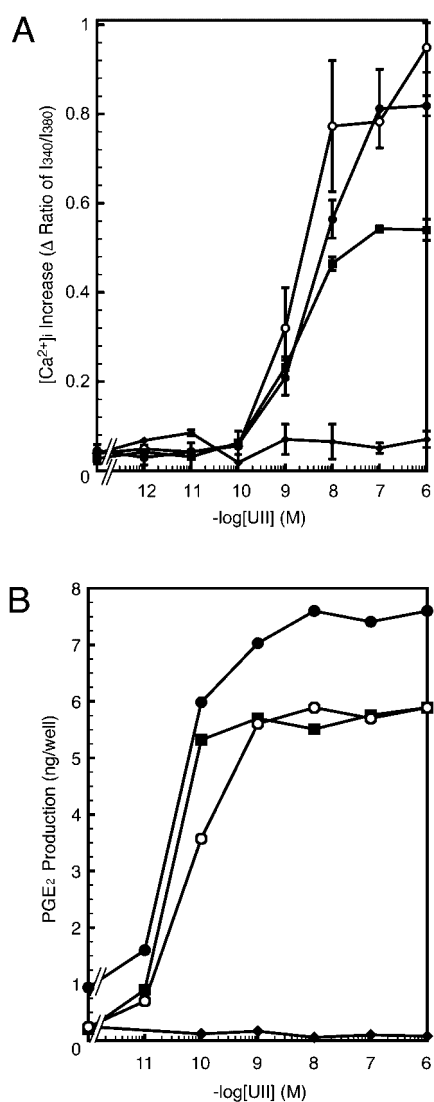 A
[Ca²⁺]i Increase (Δ Ratio of I₃₄₀/I₃₈₀)
1
0.8
0.6
0.4
0.2
0
12 11 10 9 8 7 6
-log[UII] (M)
B
PGE₂ Production (ng/well)
8
7
6
5
4
3
2
1
0
11 10 9 8 7 6
-log[UII] (M)